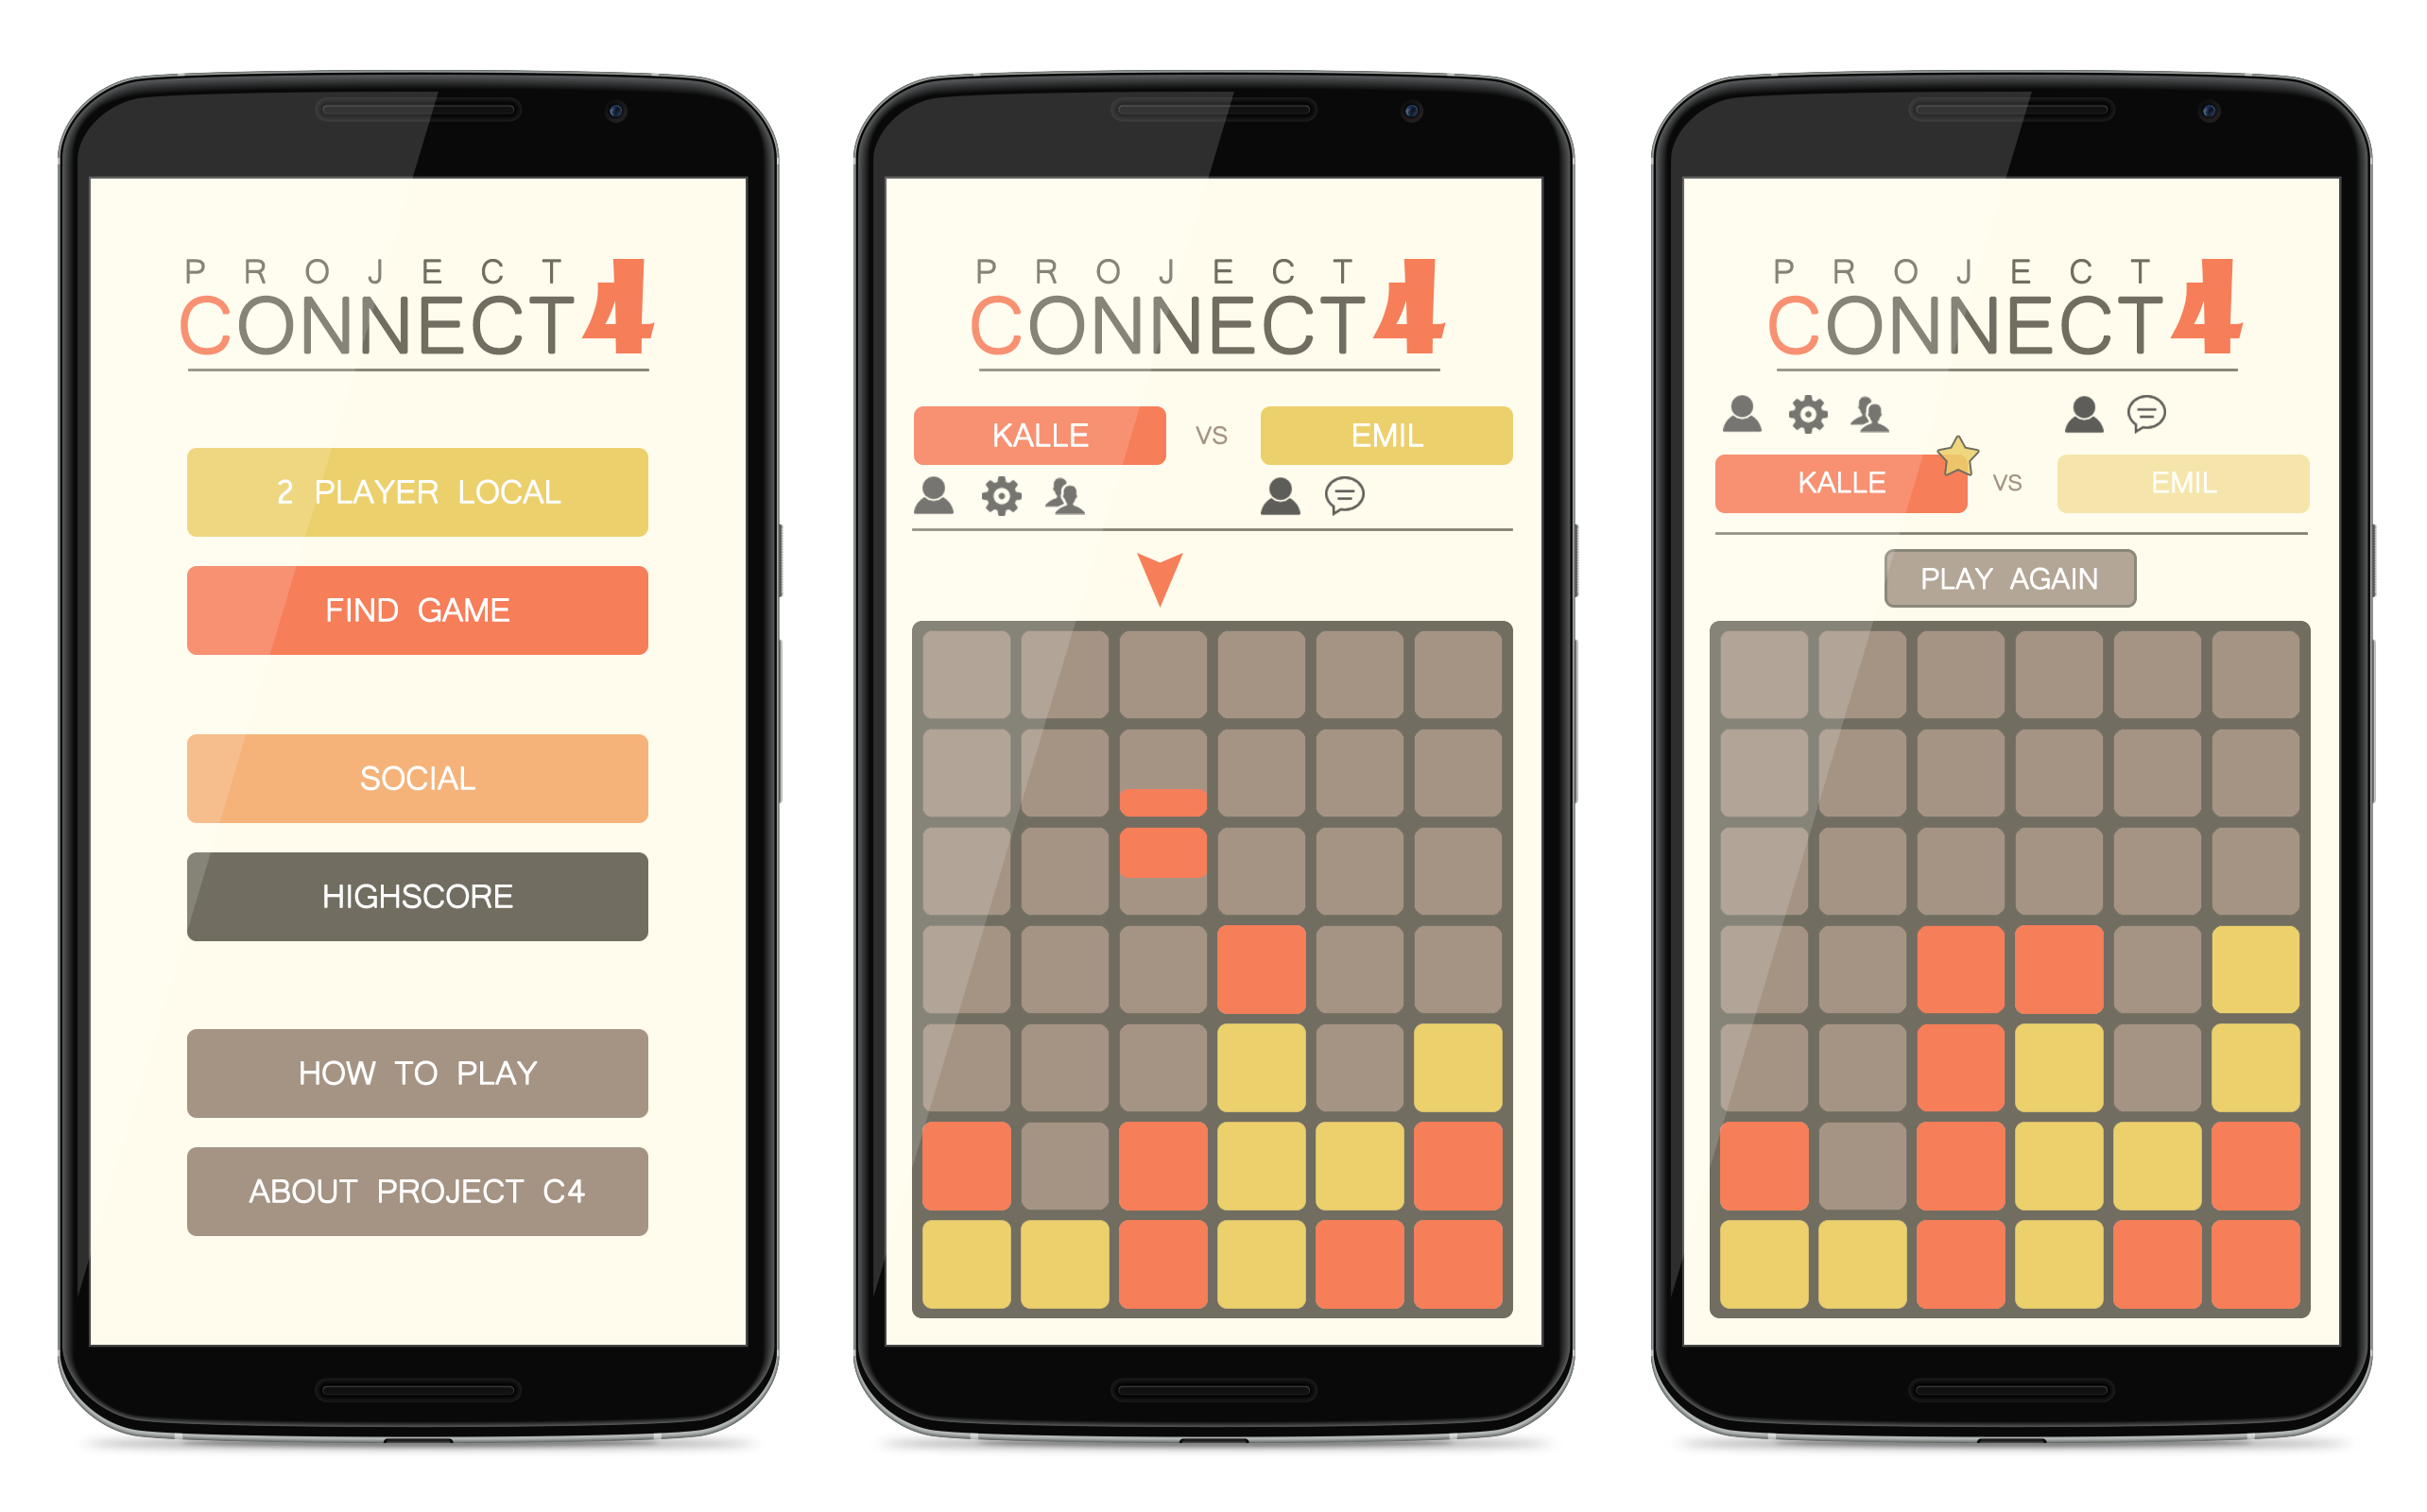 PROJECT
CONNECT4
2 PLAYER LOCAL
FIND GAME
SOCIAL
HIGHSCORE
HOW TO PLAY
ABOUT PROJECT C4
PROJECT
CONNECT4
KALLE VS EMIL
PROJECT
CONNECT4
KALLE VS EMIL
PLAY AGAIN